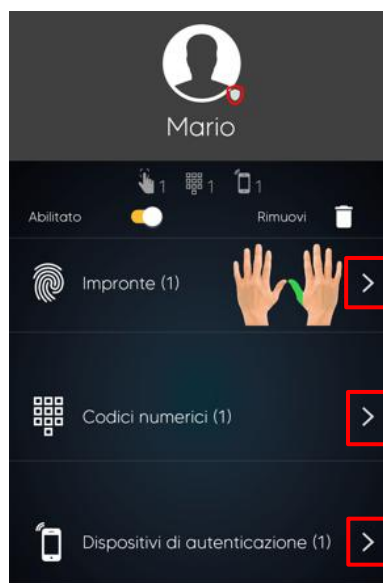 Mario
1 1 1
Abilitato Rimuovi
Impronte (1)
Codici numerici (1)
Dispositivi di autenticazione (1)